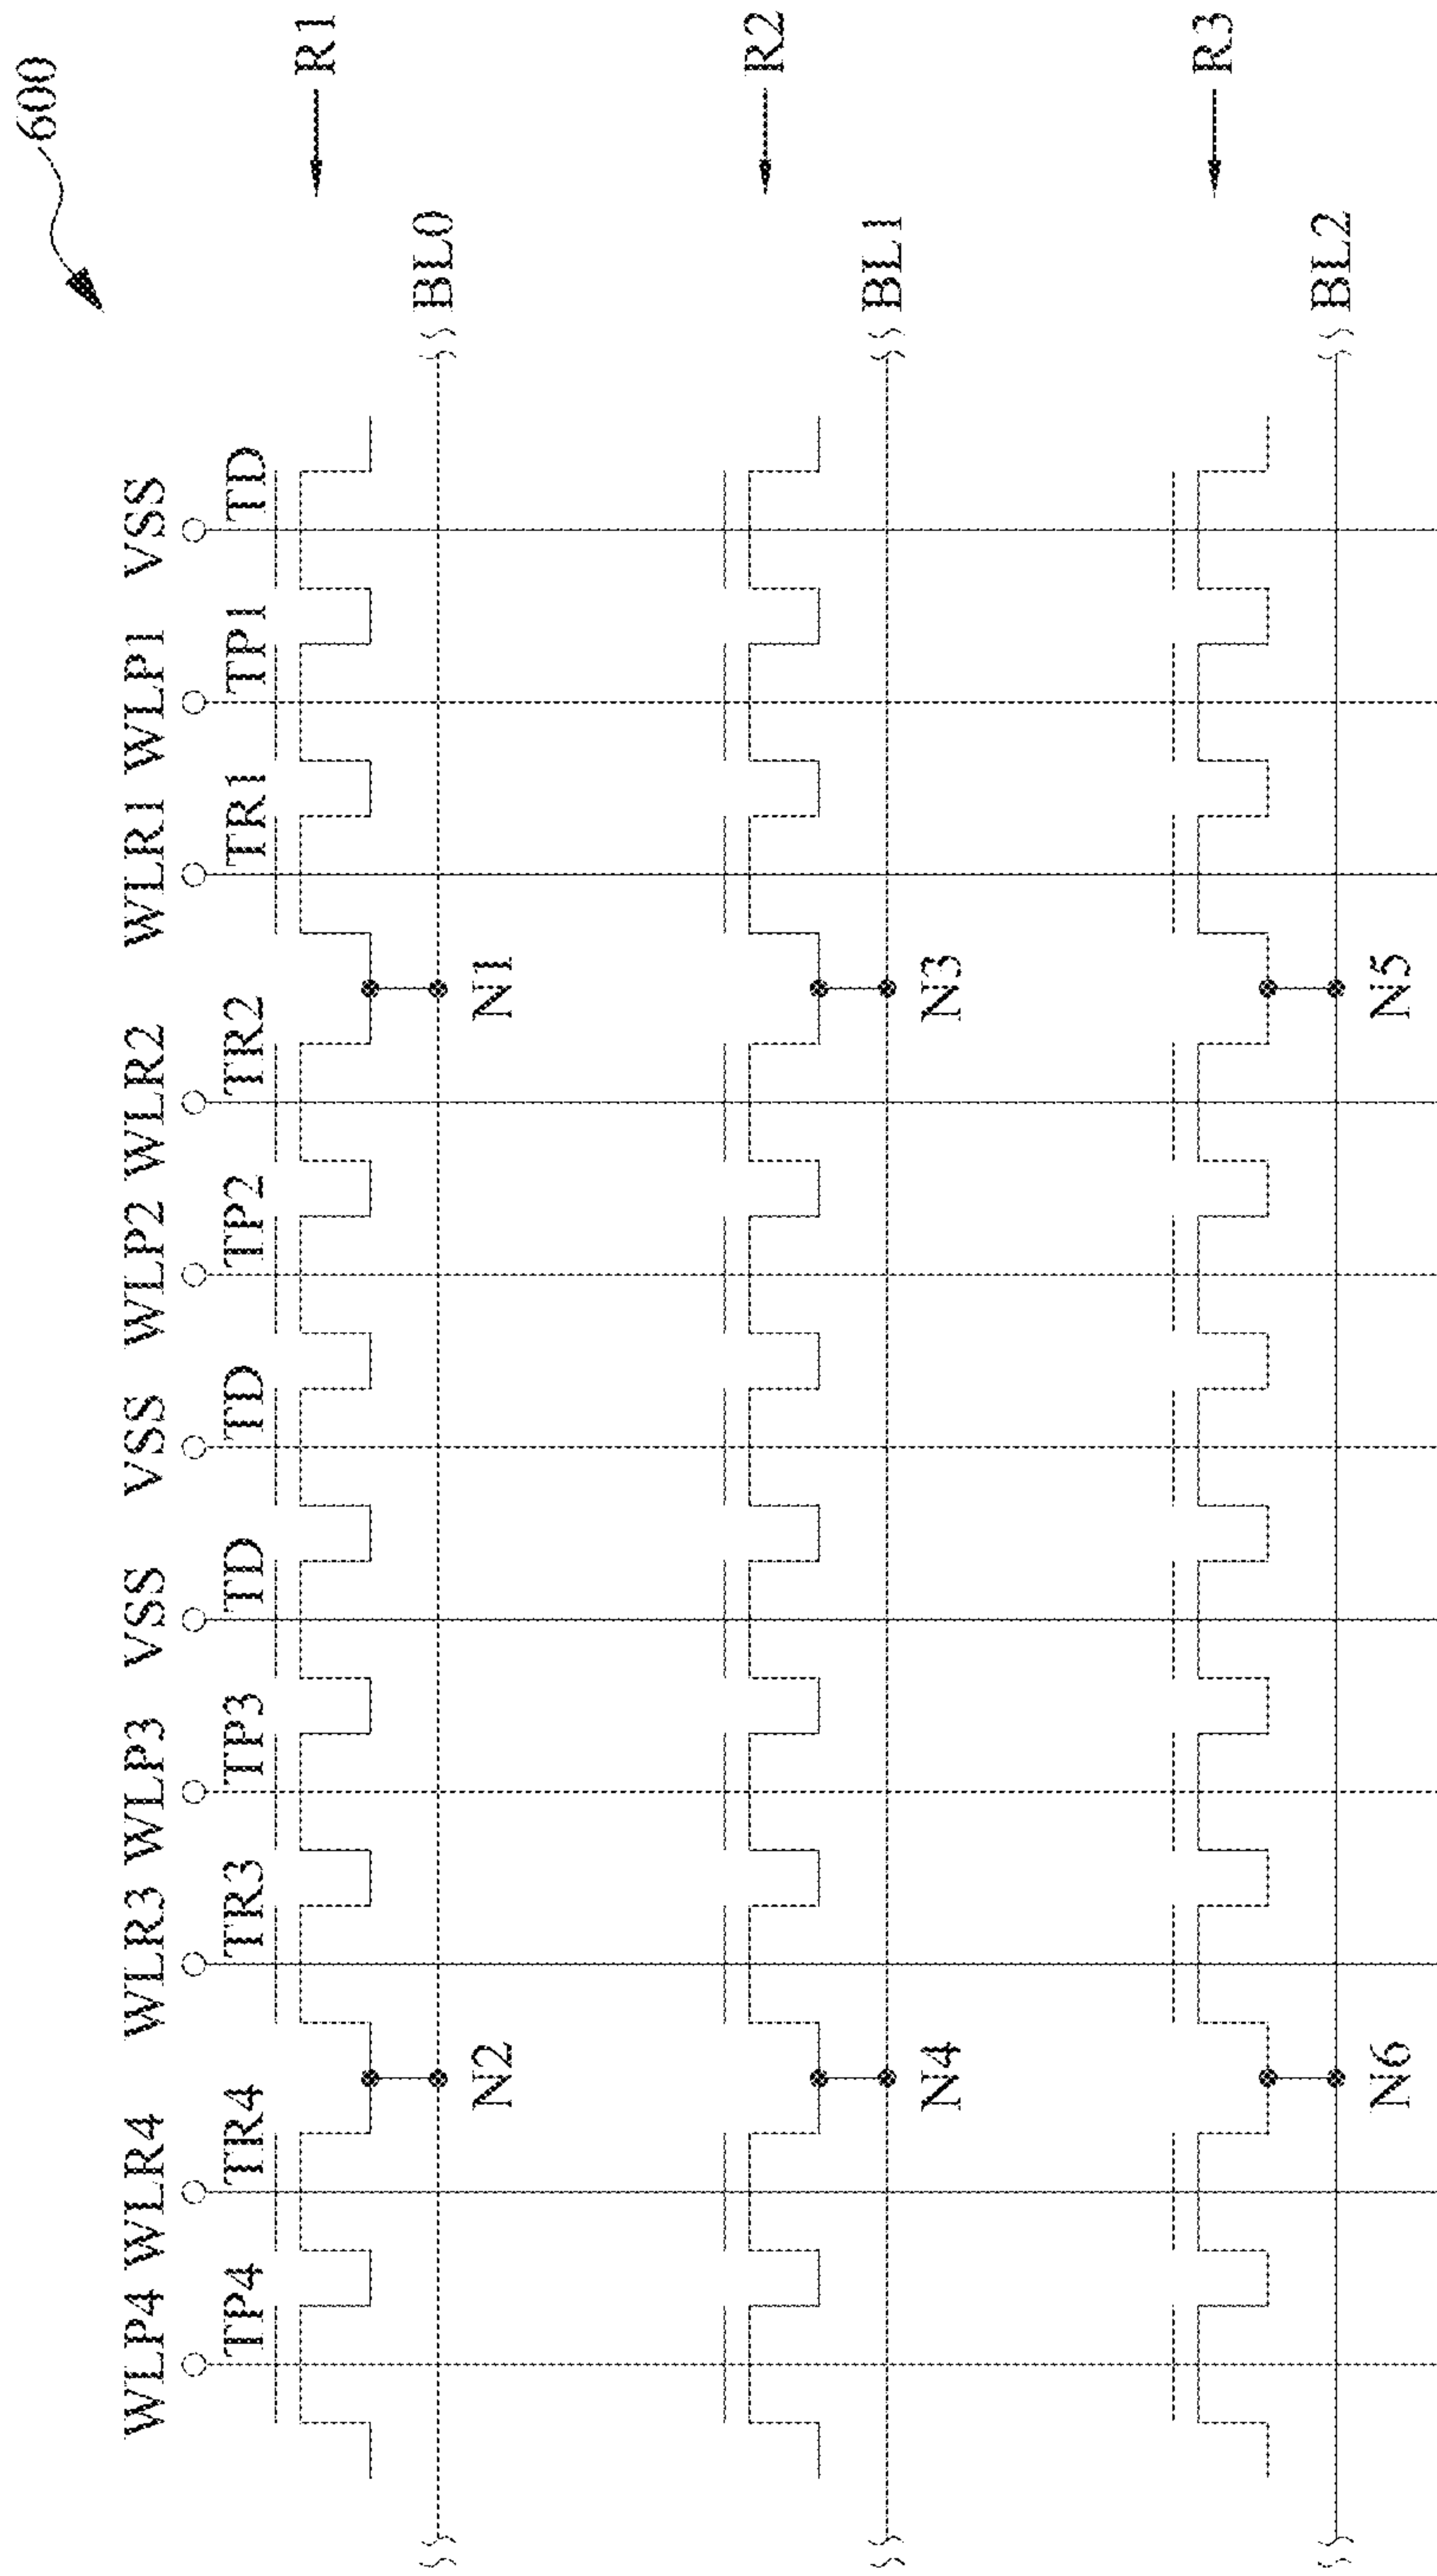 600
WLP4 WLR4 WLR3 WLP3 VSS VSS WLP2 WLR2 WLR1 WLP1 VSS
TP4 TR4 TR3 TP3 TD TD TP2 TR2 TR1 TP1 TD
R1
BL0
N2 N1
R2
BL1
N4 N3
R3
BL2
N6 N5